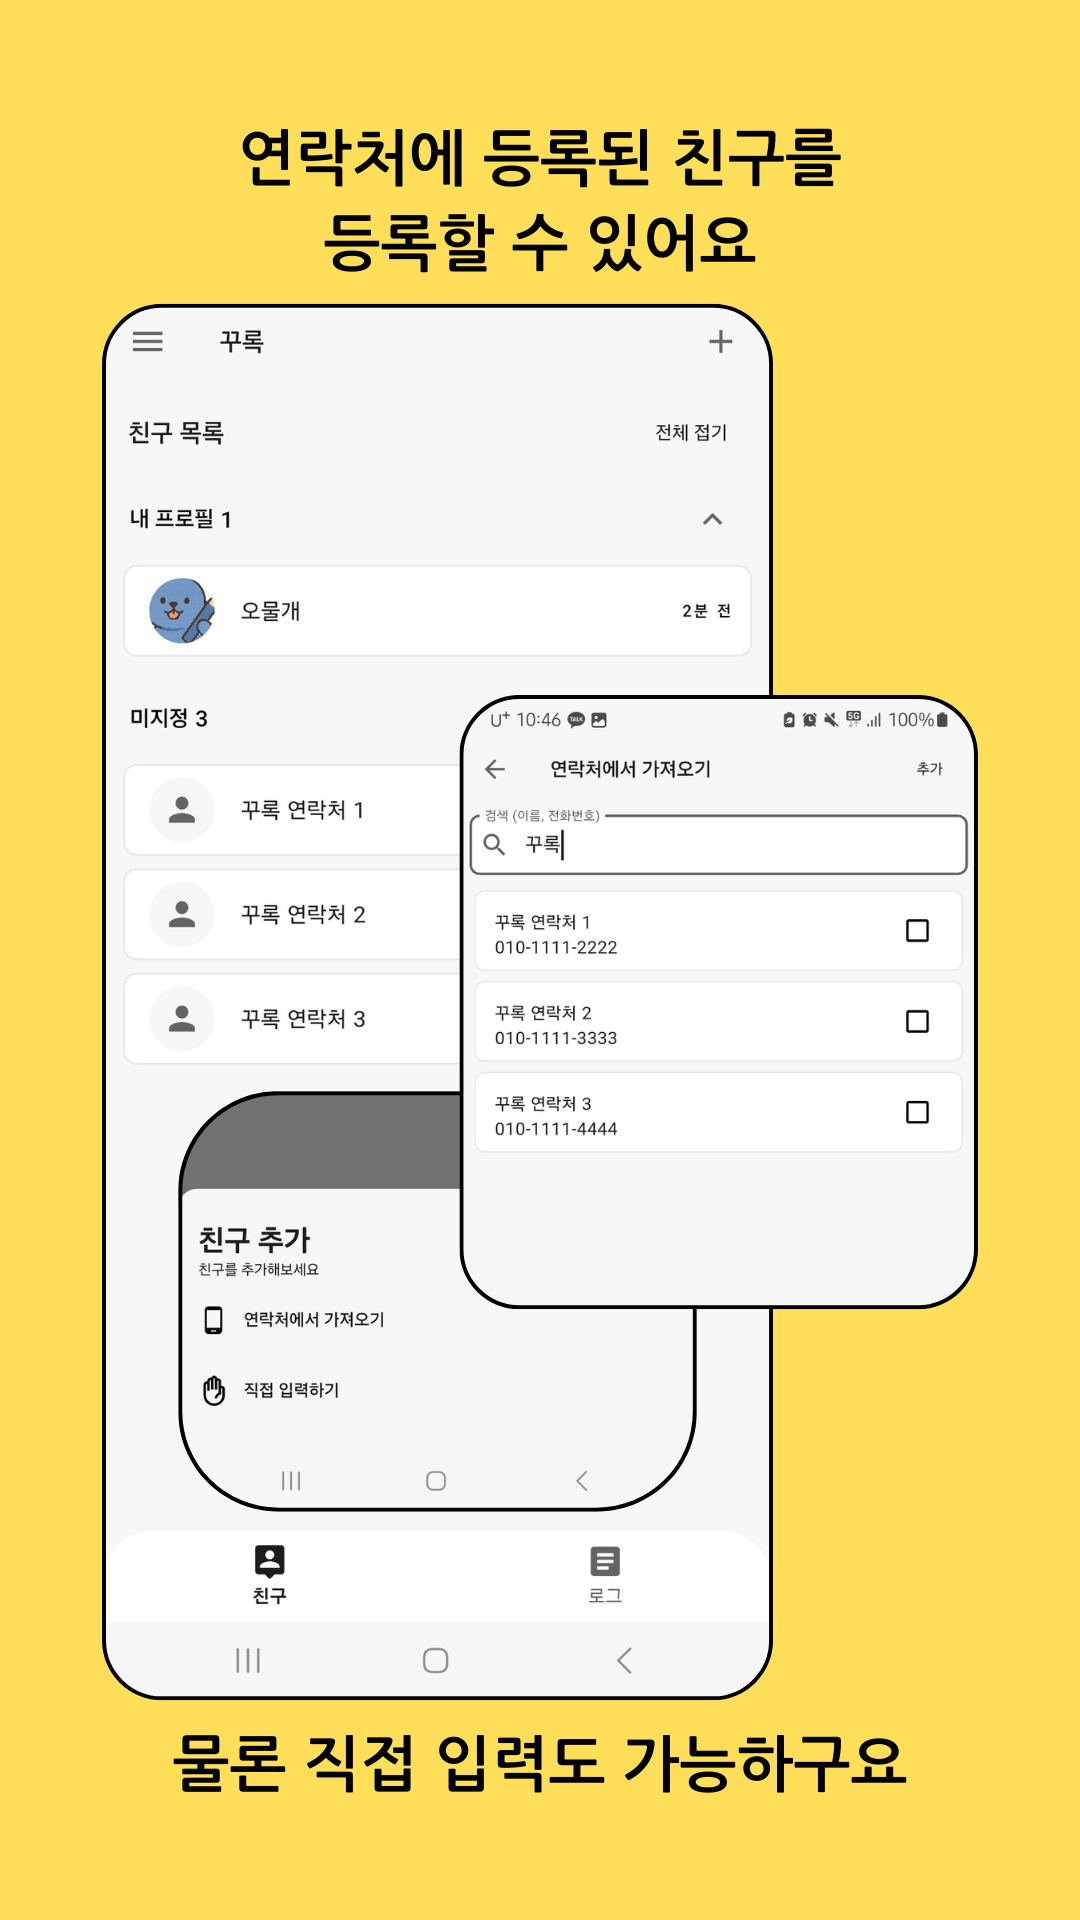 연락처에 등록된 친구를
등록할 수 있어요
꾸록
친구 목록
전체 접기
내 프로필 1
오물개
2분 전
미지정 3
꾸록 연락처 1
꾸록 연락처 2
꾸록 연락처 3
U+ 10:46 TALK
5G 100%
연락처에서 가져오기
추가
검색 (이름, 전화번호)
꾸록
꾸록 연락처 1
010-1111-2222
꾸록 연락처 2
010-1111-3333
꾸록 연락처 3
010-1111-4444
친구 추가
친구를 추가해보세요
연락처에서 가져오기
직접 입력하기
친구
로그
물론 직접 입력도 가능하구요